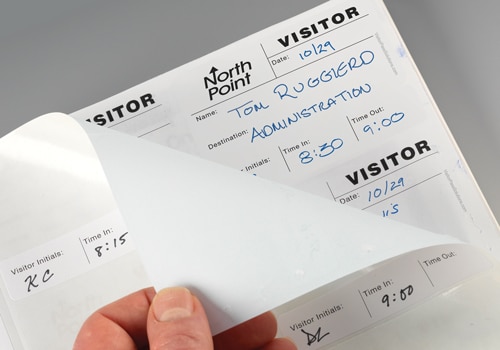 VISITOR
North
Point
VISITOR
Date: 10/29
Name: TOM RUGGIERO
Destination: ADMINISTRATION
Initials:
Time In: 8:30
Time Out: 9:00
VISITOR
Date: 10/29
Visitor Initials: KC
Time In: 8:15
Visitor Initials: DL
Time In: 9:00
Time Out: